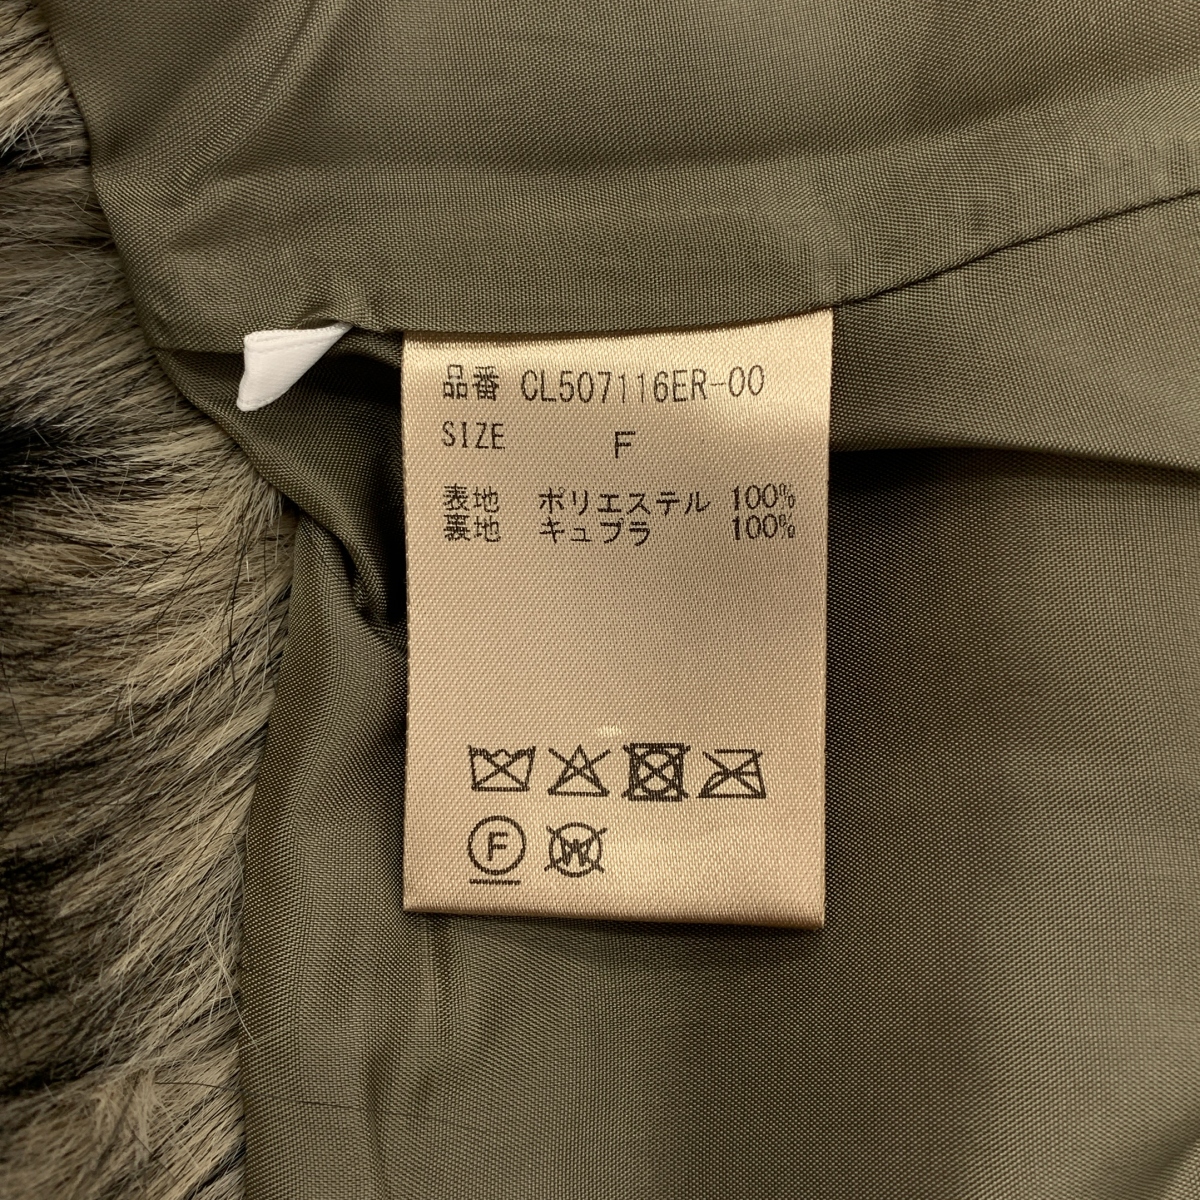 品番 CL507116ER-00
SIZE F
表地 ポリエステル 100%
裏地 キュプラ 100%
F W